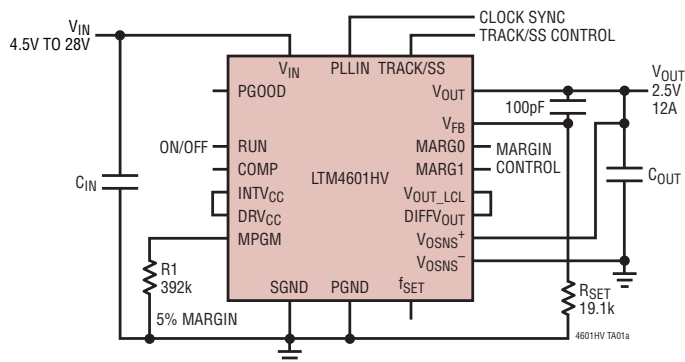 CLOCK SYNC
TRACK/SS CONTROL
VIN
4.5V TO 28V
VIN
PLLIN
TRACK/SS
PGOOD
ON/OFF
RUN
COMP
INTVCC
DRVCC
MPGM
SGND
PGND
fSET
LTM4601HV
VOUT
VFB
MARG0
MARG1
VOUT_LCL
DIFFVOUT
VOSNS+
VOSNS–
100pF
MARGIN
CONTROL
VOUT
2.5V
12A
CIN
COUT
R1
392k
5% MARGIN
RSET
19.1k
4601HV TA01a